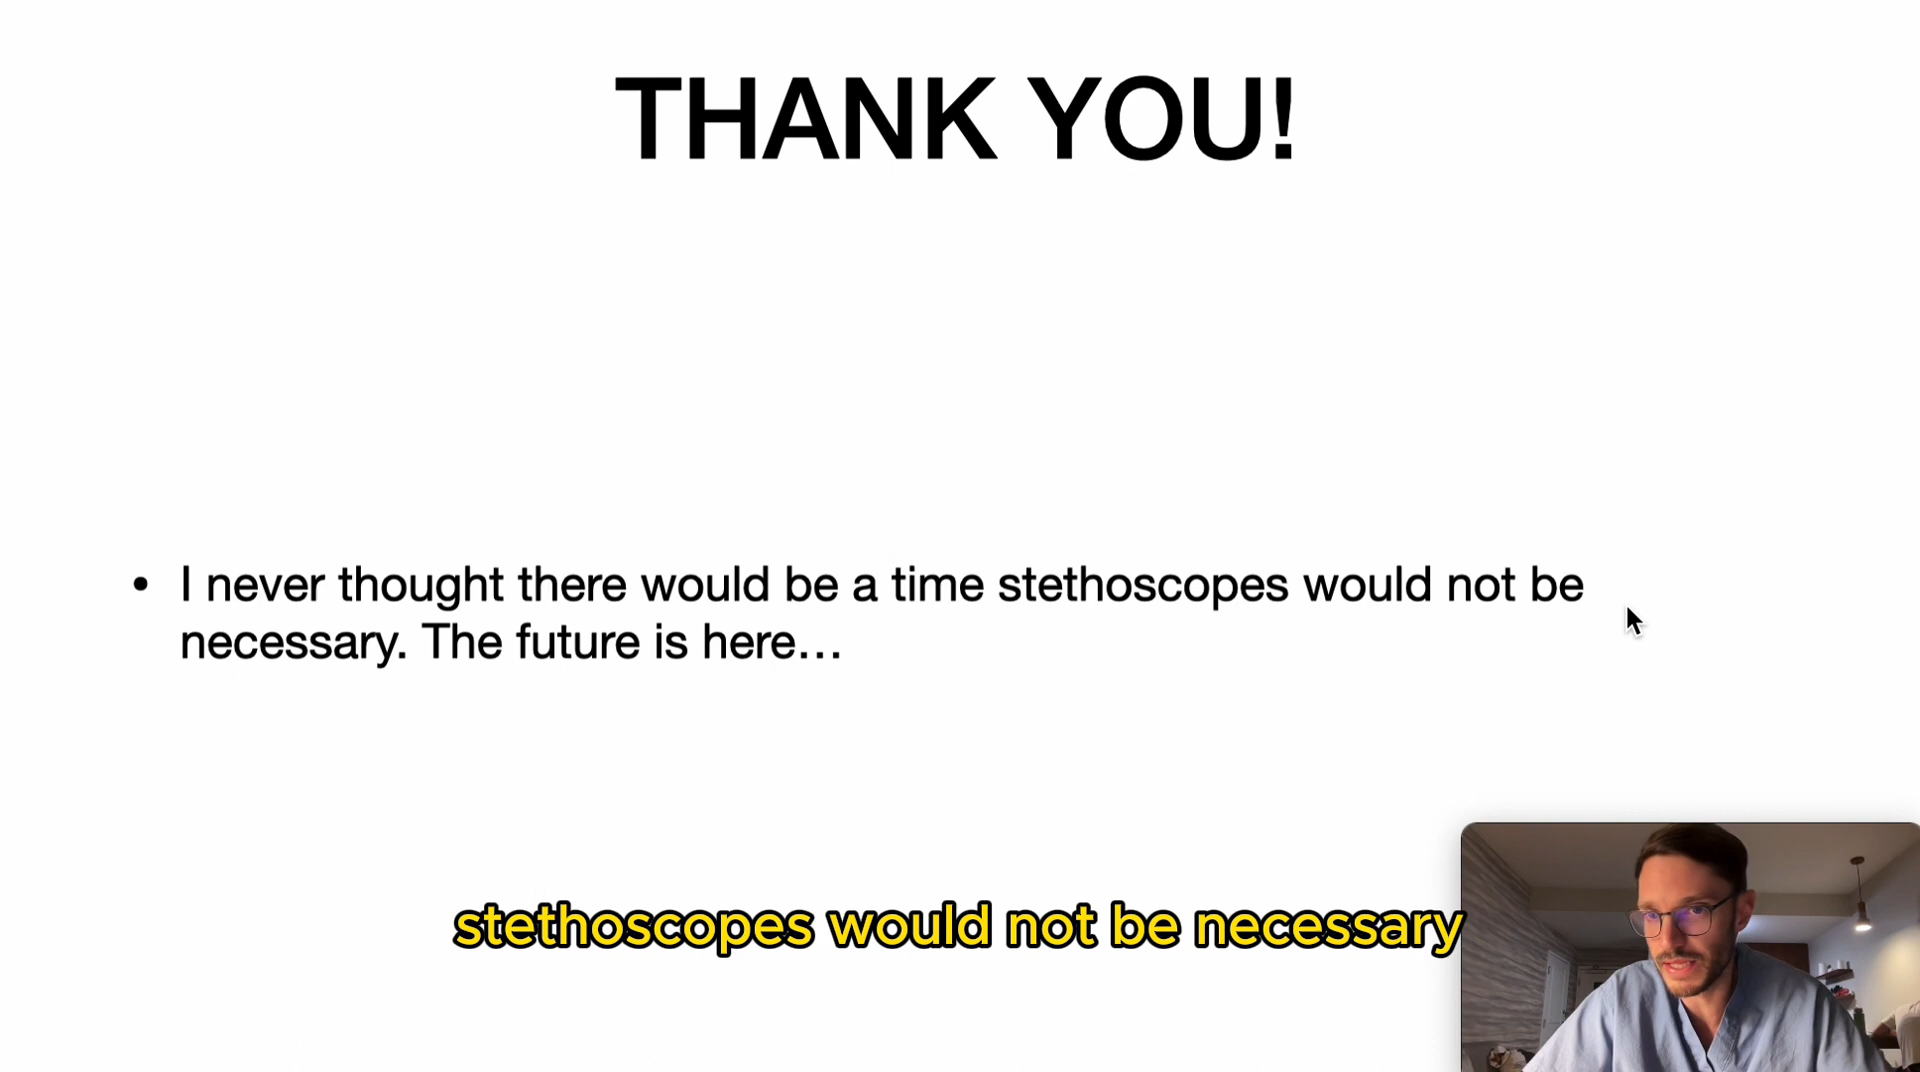 THANK YOU!
• I never thought there would be a time stethoscopes would not be
necessary. The future is here…
stethoscopes would not be necessary